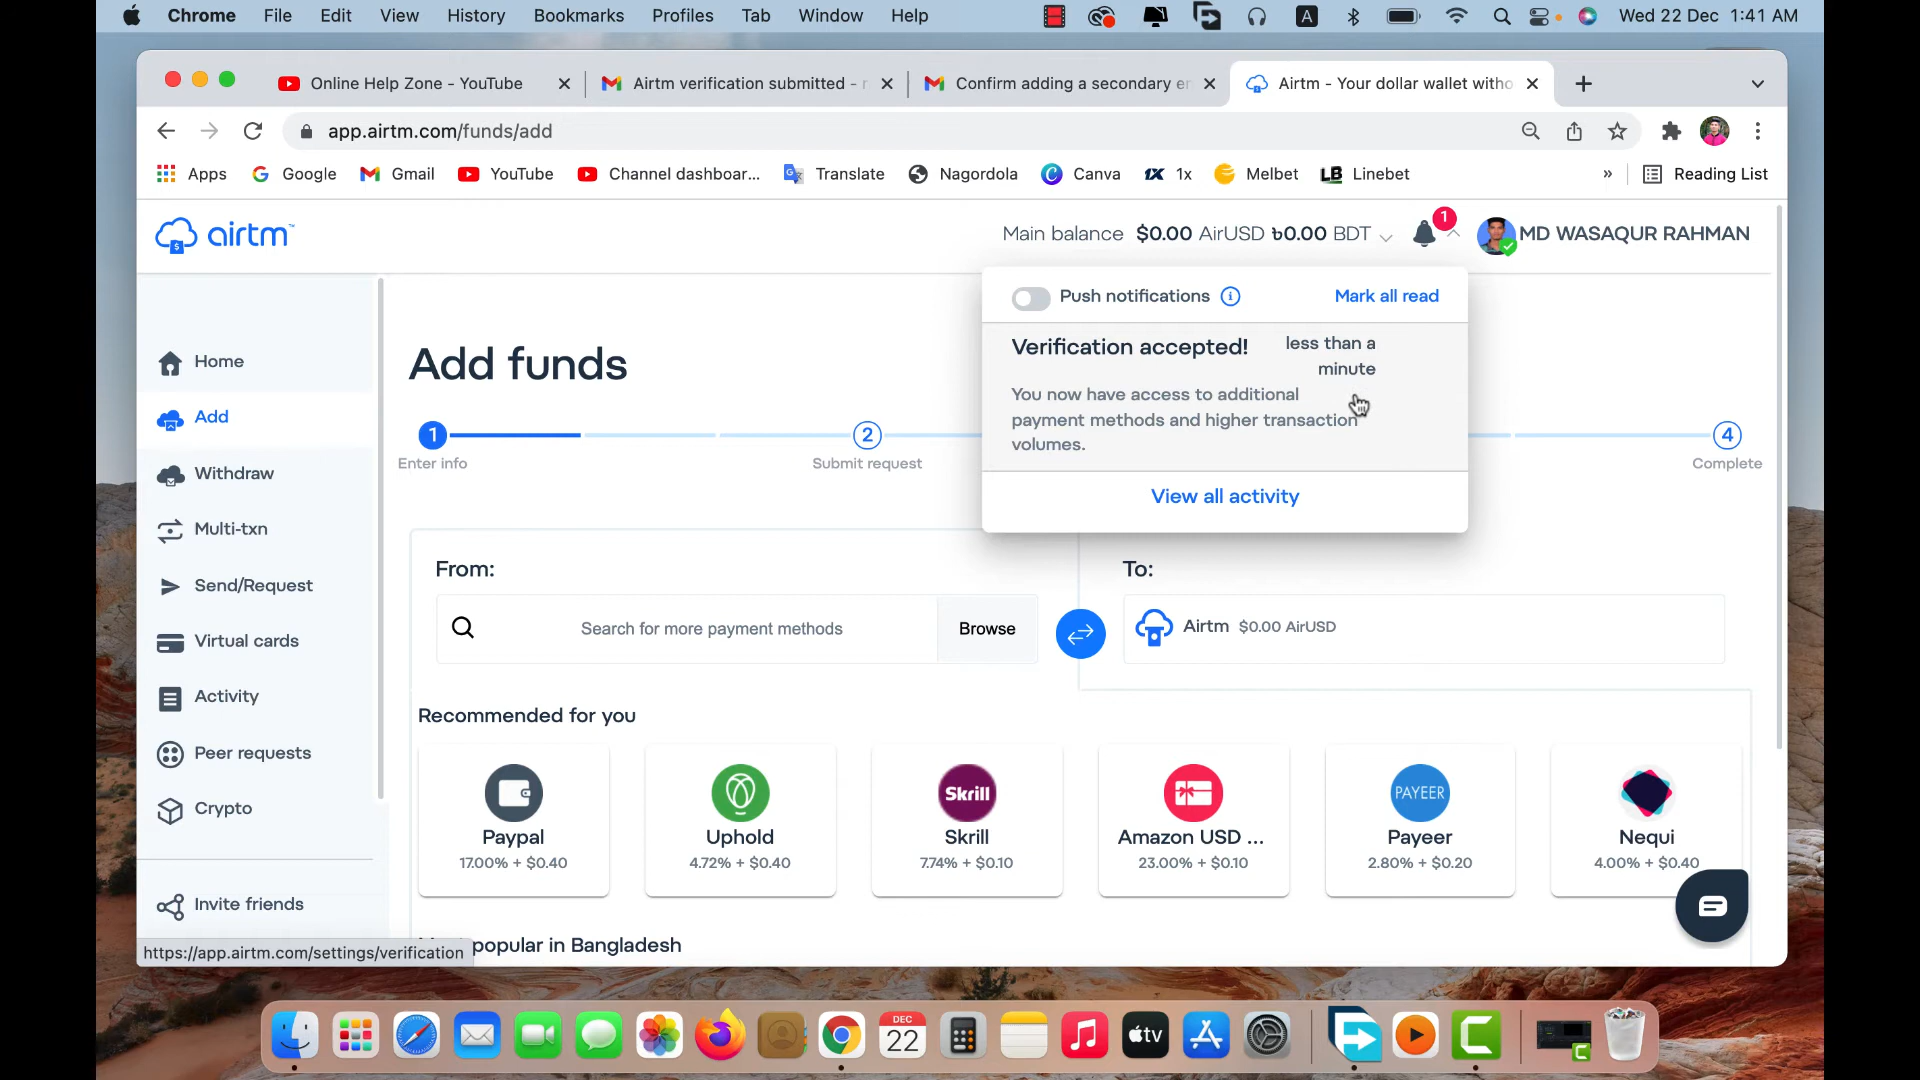 Chrome File Edit View History Bookmarks Profiles Tab Window Help A Wed 22 Dec 1:41 AM
Online Help Zone - YouTube Airtm verification submitted - r Confirm adding a secondary em Airtm - Your dollar wallet witho
app.airtm.com/funds/add
Apps Google Gmail YouTube Channel dashboar... Translate Nagordola Canva 1X 1x Melbet LB Linebet » Reading List
airtm™ Main balance $0.00 AirUSD ৳0.00 BDT 1 MD WASAQUR RAHMAN
Push notifications Mark all read
Verification accepted! less than a
minute
You now have access to additional
payment methods and higher transaction
volumes.
View all activity
Home
Add
Withdraw
Multi-txn
Send/Request
Virtual cards
Activity
Peer requests
Crypto
Invite friends
https://app.airtm.com/settings/verification
Add funds
1 2 4
Enter info Submit request Complete
From: To:
Search for more payment methods Browse Airtm $0.00 AirUSD
Recommended for you
Skrill PAYEER
Paypal Uphold Skrill Amazon USD ... Payeer Nequi
17.00% + $0.40 4.72% + $0.40 7.74% + $0.10 23.00% + $0.10 2.80% + $0.20 4.00% + $0.40
popular in Bangladesh
DEC
22
tv